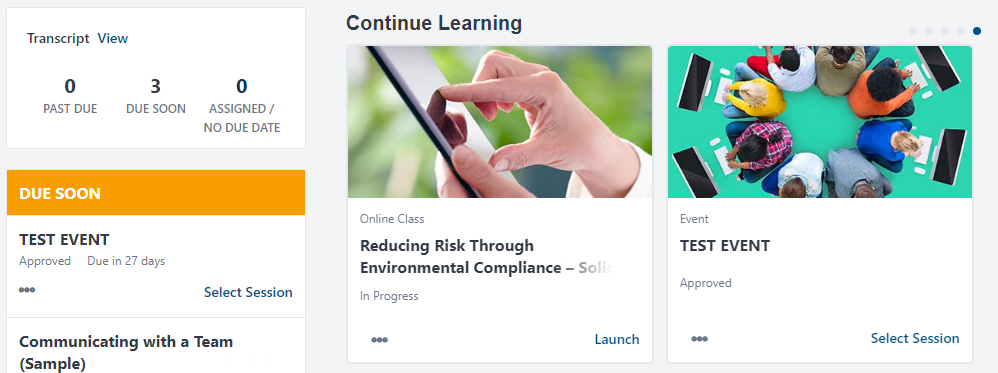 Transcript View
0
PAST DUE
3
DUE SOON
0
ASSIGNED /
NO DUE DATE
DUE SOON
TEST EVENT
Approved Due in 27 days
Select Session
Communicating with a Team
(Sample)
Continue Learning
Online Class
Reducing Risk Through
Environmental Compliance – Solid
In Progress
Launch
Event
TEST EVENT
Approved
Select Session